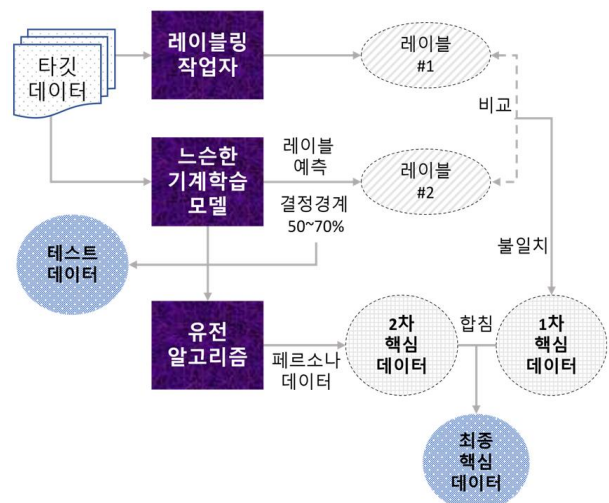 타깃
데이터
레이블링
작업자
레이블
#1
비교
느슨한
기계학습
모델
레이블
예측
레이블
#2
결정경계
50~70%
테스트
데이터
불일치
유전
알고리즘
페르소나
데이터
2차
핵심
데이터
합침
1차
핵심
데이터
최종
핵심
데이터